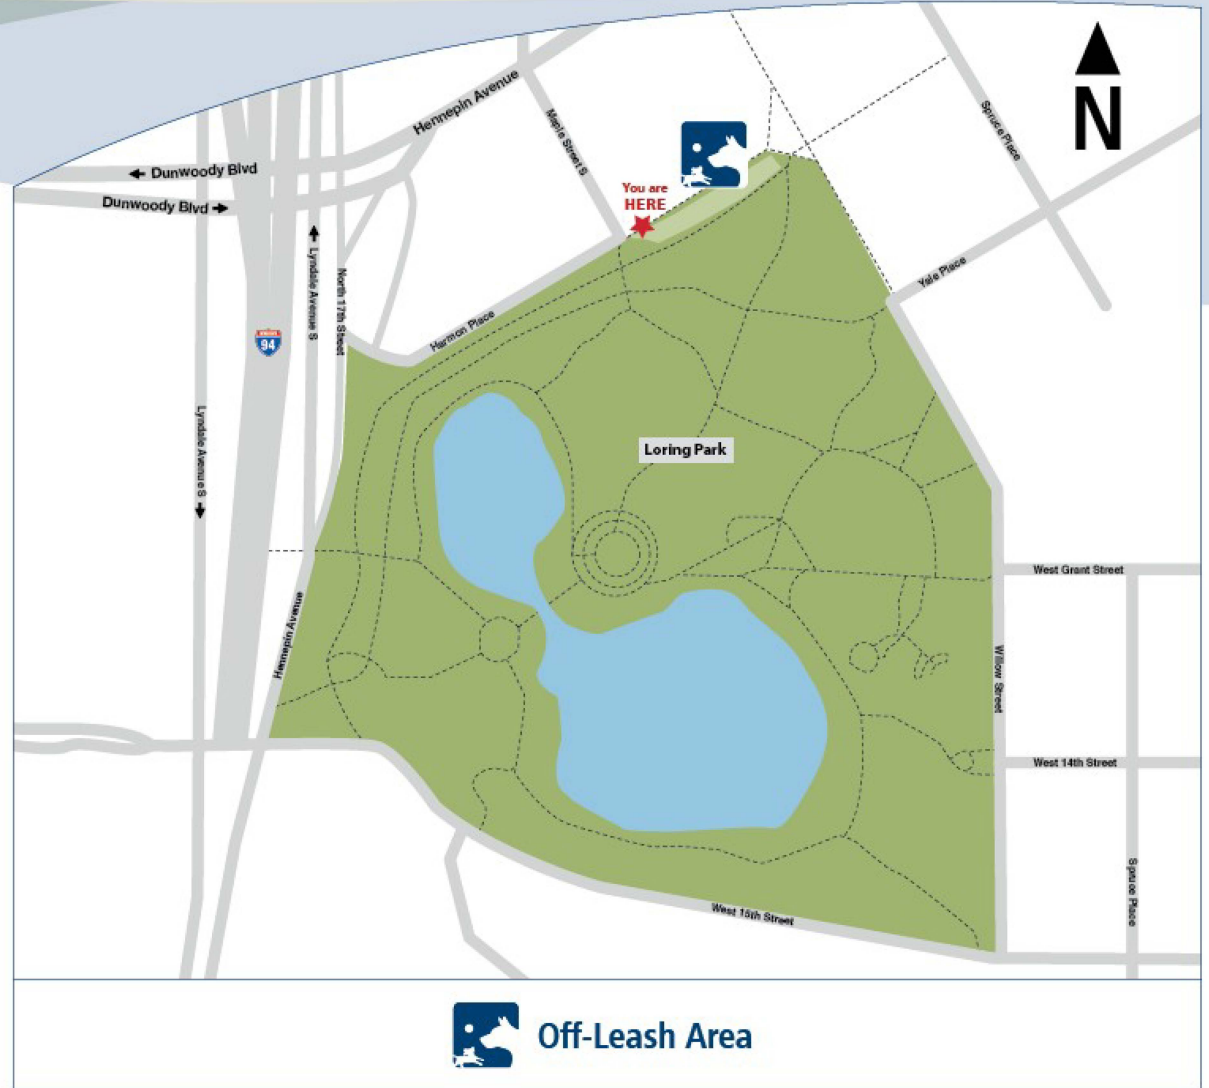 Hennepin Avenue
Maple Street S
Spruce Place
N
Dunwoody Blvd
Dunwoody Blvd
You are
HERE
Lyndale Avenue S
North 17th Street
Yale Place
94
Harmon Place
Lyndale Avenue S
Loring Park
West Grant Street
Hennepin Avenue
Willow Street
West 14th Street
Spruce Place
West 15th Street
Off-Leash Area